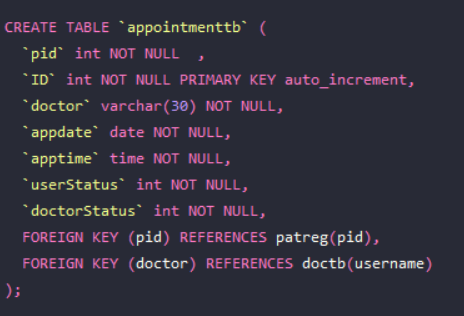 CREATE TABLE `appointmenttb` (
`pid` int NOT NULL ,
`ID` int NOT NULL PRIMARY KEY auto_increment,
`doctor` varchar(30) NOT NULL,
`appdate` date NOT NULL,
`apptime` time NOT NULL,
`userStatus` int NOT NULL,
`doctorStatus` int NOT NULL,
FOREIGN KEY (pid) REFERENCES patreg(pid),
FOREIGN KEY (doctor) REFERENCES doctb(username)
);